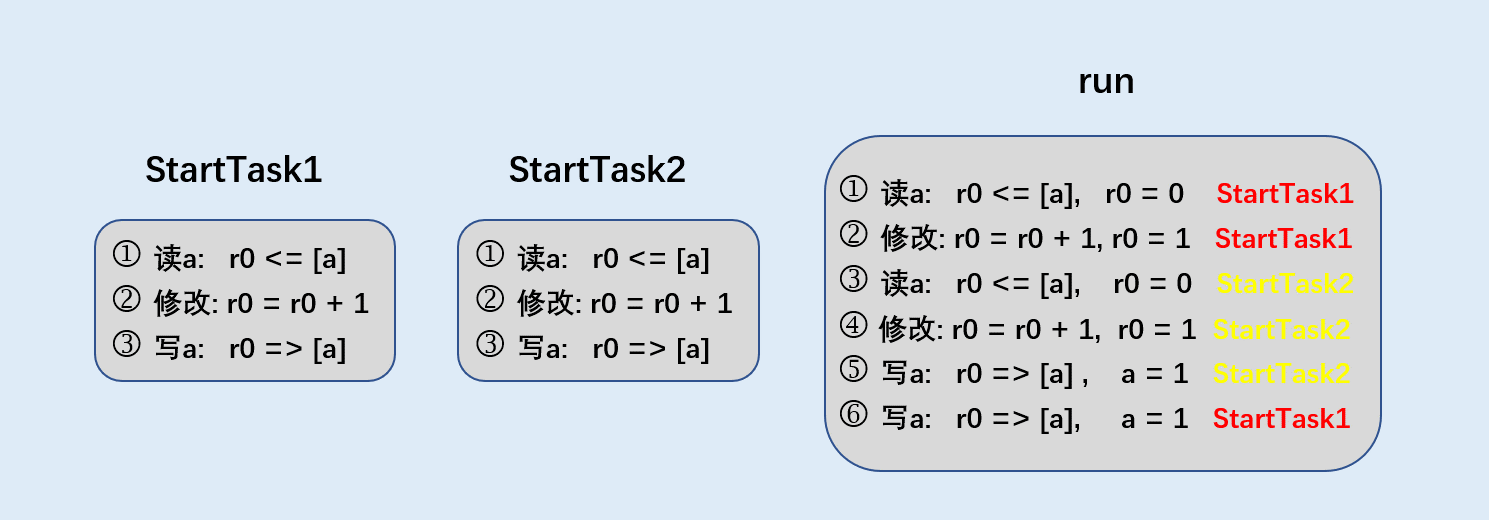 StartTask1
① 读a: r0 <= [a]
② 修改: r0 = r0 + 1
③ 写a: r0 => [a]
StartTask2
① 读a: r0 <= [a]
② 修改: r0 = r0 + 1
③ 写a: r0 => [a]
run
① 读a: r0 <= [a], r0 = 0 StartTask1
② 修改: r0 = r0 + 1, r0 = 1 StartTask1
③ 读a: r0 <= [a], r0 = 0 StartTask2
④ 修改: r0 = r0 + 1, r0 = 1 StartTask2
⑤ 写a: r0 => [a] , a = 1 StartTask2
⑥ 写a: r0 => [a], a = 1 StartTask1